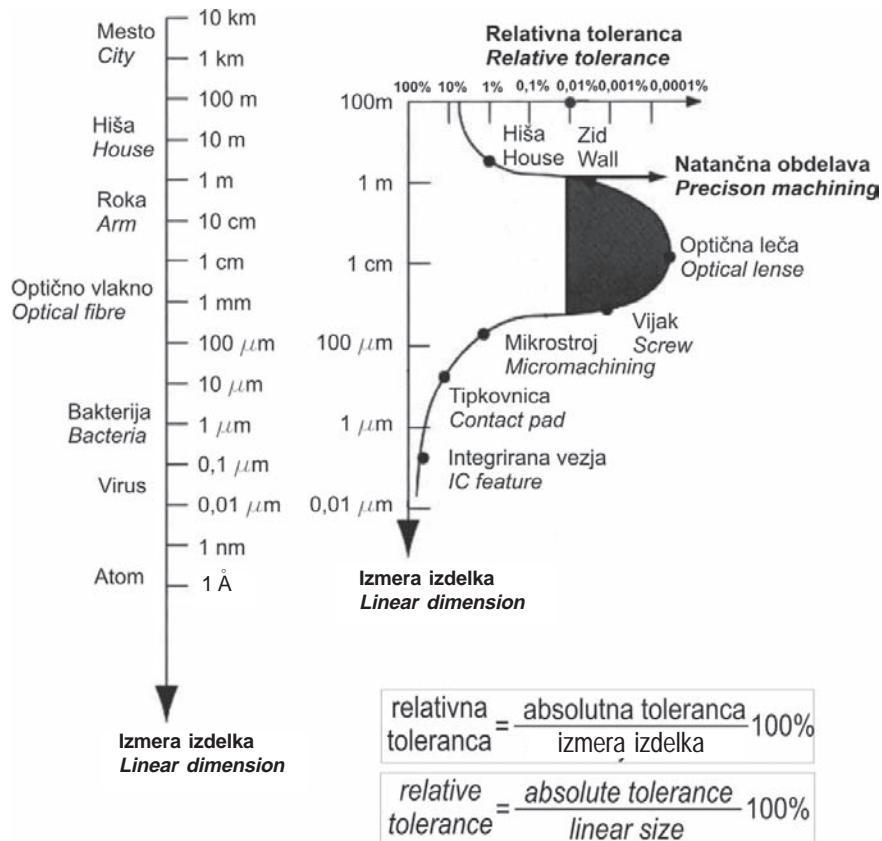 Mesto
City
10 km
1 km
100 m
Hiša
House
10 m
1 m
Roka
Arm
10 cm
1 cm
Optično vlakno
Optical fibre
1 mm
100 μm
10 μm
Bakterija
Bacteria
1 μm
0,1 μm
Virus
0,01 μm
1 nm
Atom
1 Å
Izmera izdelka
Linear dimension
Relativna toleranca
Relative tolerance
100% 10% 1% 0,1% 0,01% 0,001% 0,0001%
100m
Hiša
House
Zid
Wall
Natančna obdelava
Precison machining
1 m
1 cm
Optična leča
Optical lense
Vijak
Screw
100 μm
Mikrostroj
Micromachining
Tipkovnica
Contact pad
1 μm
Integrirana vezja
IC feature
0,01 μm
Izmera izdelka
Linear dimension
relativna toleranca = absolutna toleranca / izmera izdelka 100%
relative tolerance = absolute tolerance / linear size 100%